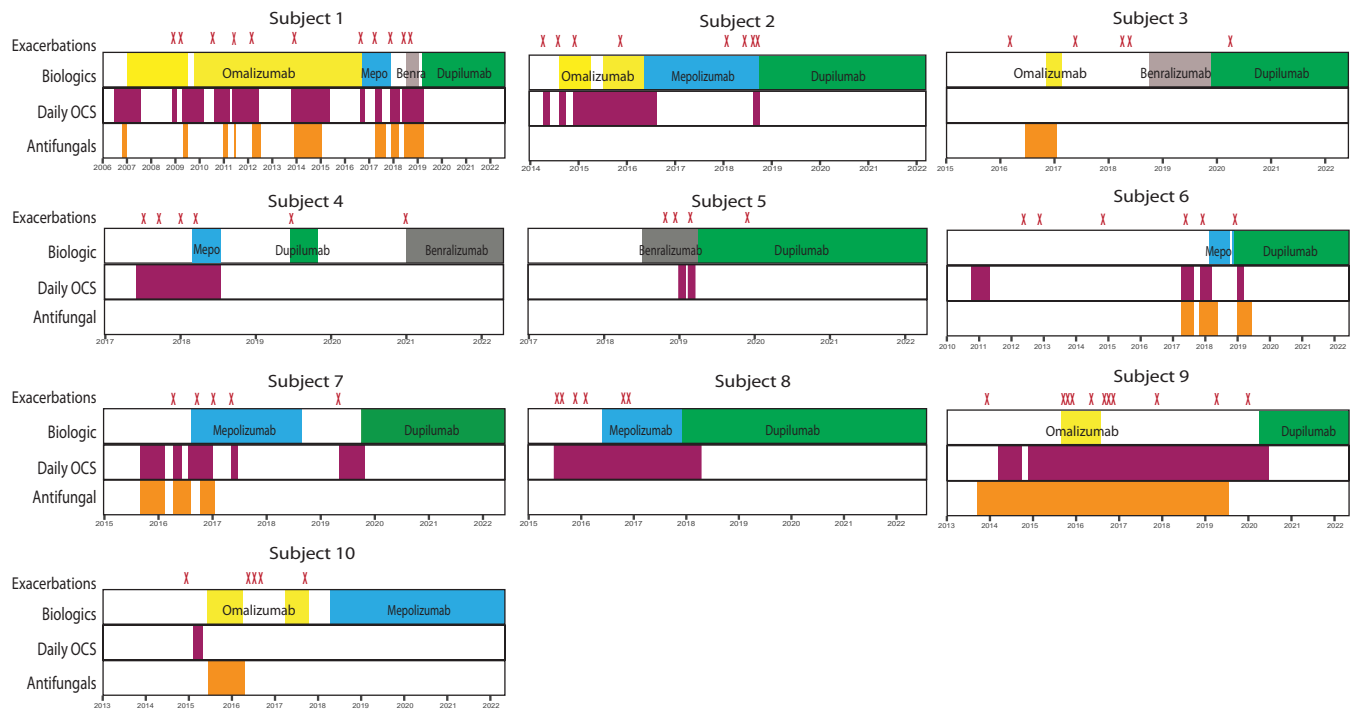 Subject 1
Exacerbations X X X X X X X X X X X
Biologics Omalizumab Mepo Benra Dupilumab
Daily OCS
Antifungals
2006 2007 2008 2009 2010 2011 2012 2013 2014 2015 2016 2017 2018 2019 2020 2021 2022
Subject 2
X X X X X X X X
Omalizumab Mepolizumab Dupilumab
2014 2015 2016 2017 2018 2019 2020 2021 2022
Subject 3
X X X X X
Omalizumab Benralizumab Dupilumab
2015 2016 2017 2018 2019 2020 2021 2022
Subject 4
Exacerbations X X X X X X
Biologic Mepo Dupilumab Benralizumab
Daily OCS
Antifungal
2017 2018 2019 2020 2021 2022
Subject 5
X X X X
Benralizumab Dupilumab
2017 2018 2019 2020 2021 2022
Subject 6
X X X X X X
Mepo Dupilumab
2010 2011 2012 2013 2014 2015 2016 2017 2018 2019 2020 2021 2022
Subject 7
Exacerbations X X X X X
Biologic Mepolizumab Dupilumab
Daily OCS
Antifungal
2015 2016 2017 2018 2019 2020 2021 2022
Subject 8
X X X X X X
Mepolizumab Dupilumab
2015 2016 2017 2018 2019 2020 2021 2022
Subject 9
X X X X X X X X X X X
Omalizumab Dupilumab
2013 2014 2015 2016 2017 2018 2019 2020 2021 2022
Subject 10
Exacerbations X X X X X
Biologics Omalizumab Mepolizumab
Daily OCS
Antifungals
2013 2014 2015 2016 2017 2018 2019 2020 2021 2022